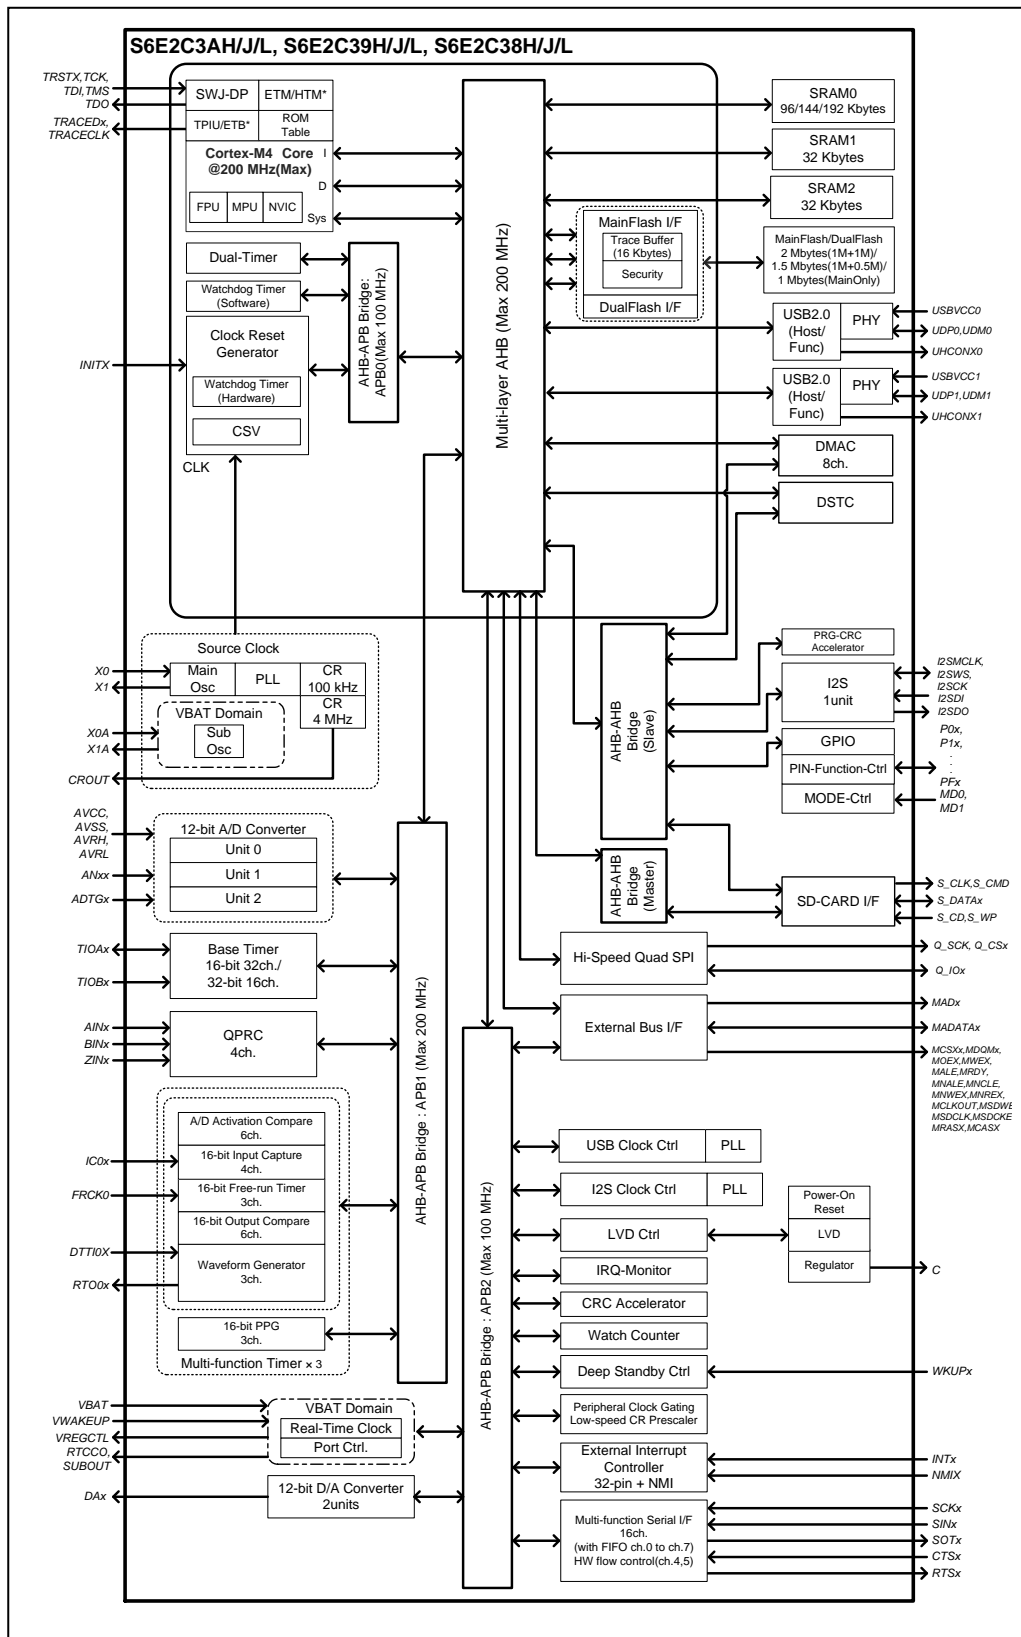 S6E2C3AH/J/L, S6E2C39H/J/L, S6E2C38H/J/L
TRSTX,TCK,
TDI,TMS
TDO
TRACEDx,
TRACECLK
SWJ-DP
ETM/HTM*
TPIU/ETB*
ROM
Table
Cortex-M4 Core
@200 MHz(Max)
I
D
Sys
FPU
MPU
NVIC
Dual-Timer
Watchdog Timer
(Software)
Clock Reset
Generator
Watchdog Timer
(Hardware)
CSV
CLK
INITX
AHB-APB Bridge:
APB0(Max 100 MHz)
Multi-layer AHB (Max 200 MHz)
SRAM0
96/144/192 Kbytes
SRAM1
32 Kbytes
SRAM2
32 Kbytes
MainFlash I/F
Trace Buffer
(16 Kbytes)
Security
DualFlash I/F
MainFlash/DualFlash
2 Mbytes(1M+1M)/
1.5 Mbytes(1M+0.5M)/
1 Mbytes(MainOnly)
USB2.0
(Host/
Func)
PHY
USBVCC0
UDP0,UDM0
UHCONX0
USB2.0
(Host/
Func)
PHY
USBVCC1
UDP1,UDM1
UHCONX1
DMAC
8ch.
DSTC
Source Clock
X0
X1
Main
Osc
PLL
CR
100 kHz
CR
4 MHz
VBAT Domain
Sub
Osc
X0A
X1A
CROUT
AHB-AHB
Bridge
(Slave)
PRG-CRC
Accelerator
I2S
1unit
I2SMCLK,
I2SWS,
I2SCK
I2SDI
I2SDO
GPIO
PIN-Function-Ctrl
MODE-Ctrl
P0x,
P1x,
.
.
.
PFx
MD0,
MD1
AHB-AHB
Bridge
(Master)
SD-CARD I/F
S_CLK,S_CMD
S_DATAx
S_CD,S_WP
AVCC,
AVSS,
AVRH,
AVRL
ANxx
ADTGx
12-bit A/D Converter
Unit 0
Unit 1
Unit 2
TIOAx
TIOBx
Base Timer
16-bit 32ch./
32-bit 16ch.
AINx
BINx
ZINx
QPRC
4ch.
AHB-APB Bridge : APB1 (Max 200 MHz)
Hi-Speed Quad SPI
Q_SCK, Q_CSx
Q_IOx
External Bus I/F
MADx
MADATAx
MCSXx,MDQMx,
MOEX,MWEX,
MALE,MRDY,
MNALE,MNCLE,
MNWEX,MNREX,
MCLKOUT,MSDWE
MSDCLK,MSDCKE
MRASX,MCASX
A/D Activation Compare
6ch.
16-bit Input Capture
4ch.
16-bit Free-run Timer
3ch.
16-bit Output Compare
6ch.
Waveform Generator
3ch.
16-bit PPG
3ch.
Multi-function Timer x 3
IC0x
FRCK0
DTTI0X
RTO0x
AHB-APB Bridge : APB2 (Max 100 MHz)
USB Clock Ctrl
PLL
I2S Clock Ctrl
PLL
LVD Ctrl
IRQ-Monitor
CRC Accelerator
Watch Counter
Deep Standby Ctrl
Peripheral Clock Gating
Low-speed CR Prescaler
Power-On
Reset
LVD
Regulator
C
WKUPx
VBAT
VWAKEUP
VREGCTL
RTCCO,
SUBOUT
VBAT Domain
Real-Time Clock
Port Ctrl.
DAx
12-bit D/A Converter
2units
External Interrupt
Controller
32-pin + NMI
INTx
NMIX
Multi-function Serial I/F
16ch.
(with FIFO ch.0 to ch.7)
HW flow control(ch.4,5)
SCKx
SINx
SOTx
CTSx
RTSx